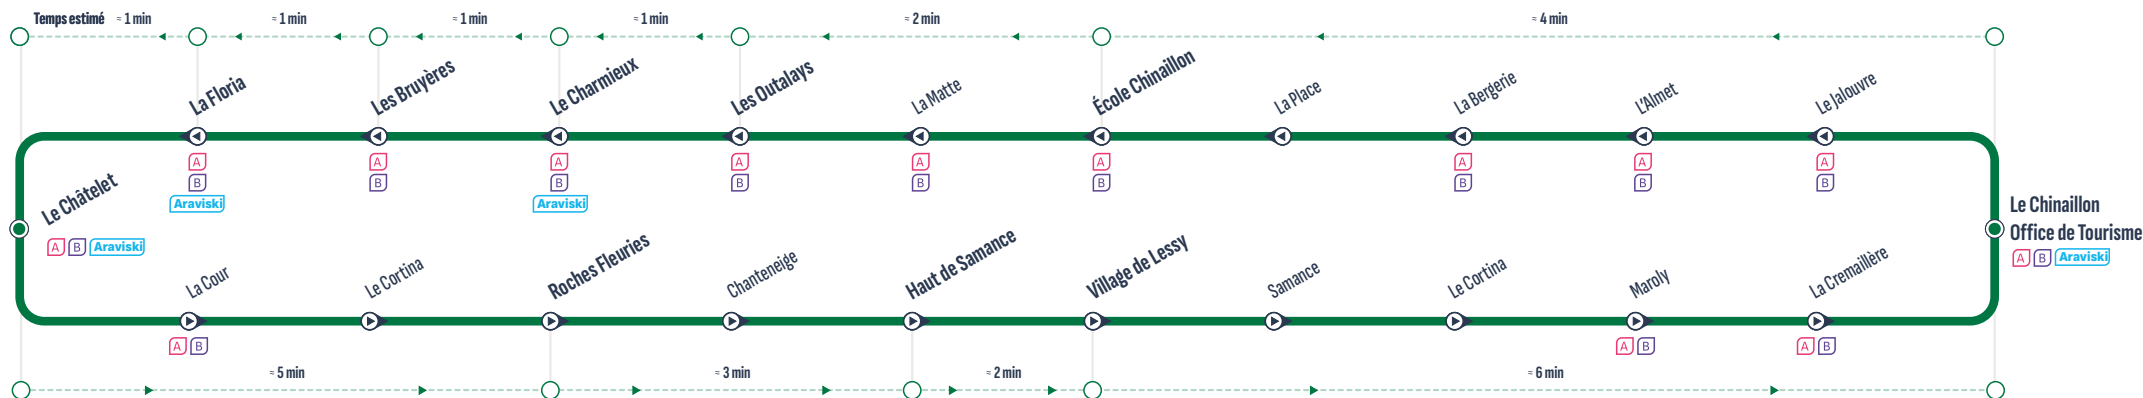 Temps estimé ≈ 1 min ≈ 1 min ≈ 1 min ≈ 1 min ≈ 2 min ≈ 4 min
La Floria Les Bruyères Le Charmieux Les Outalays La Matte École Chinaillon La Place La Bergerie L'Almet Le Jalouvre
A A A A A A A A A
B B B B B B B B B
Araviski Araviski
Le Châtelet
A B Araviski
Le Chinaillon
Office de Tourisme
A B Araviski
La Cour Le Cortina Roches Fleuries Chanteneige Haut de Samance Village de Lessy Samance Le Cortina Maroly La Cremaillère
A B A B A B
≈ 5 min ≈ 3 min ≈ 2 min ≈ 6 min